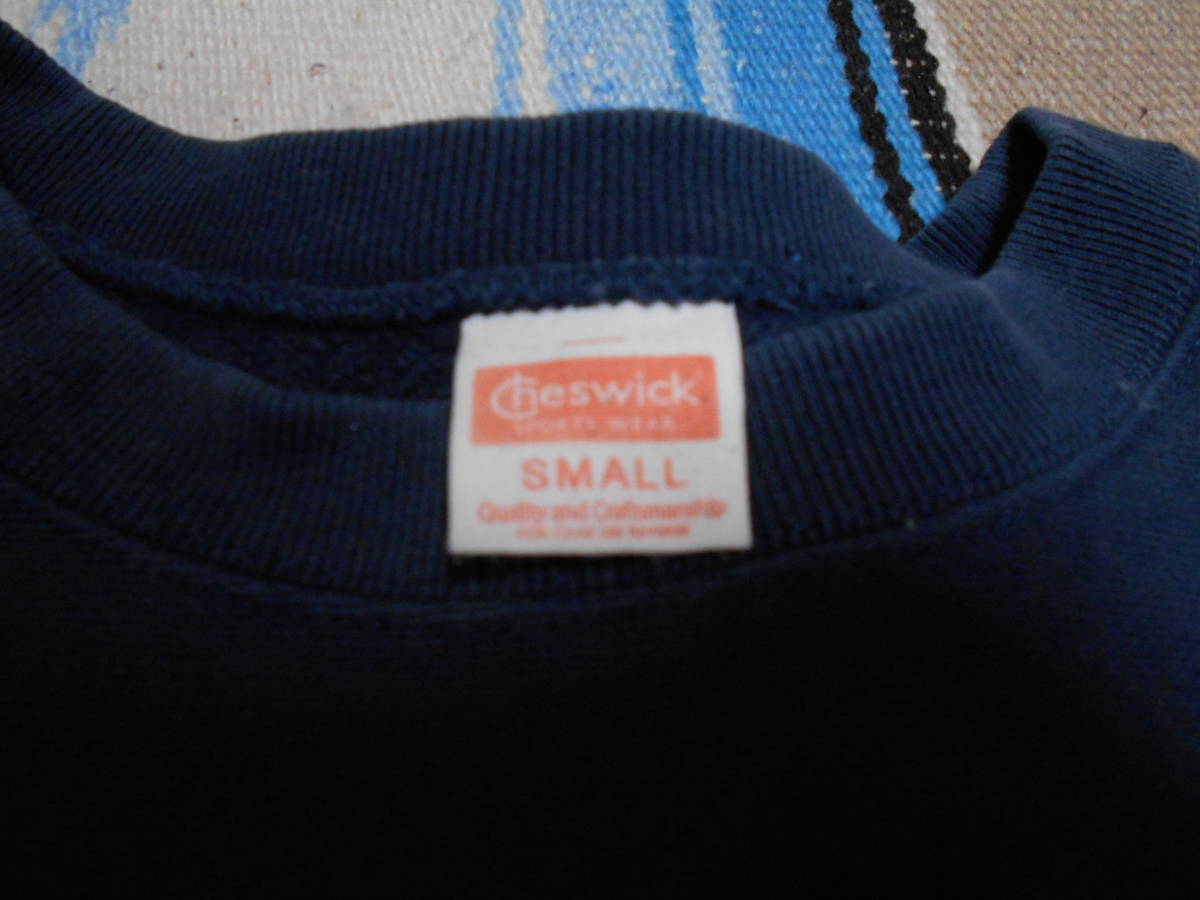 Cheswick
SPORTS WEAR
SMALL
Quality and Craftsmanship